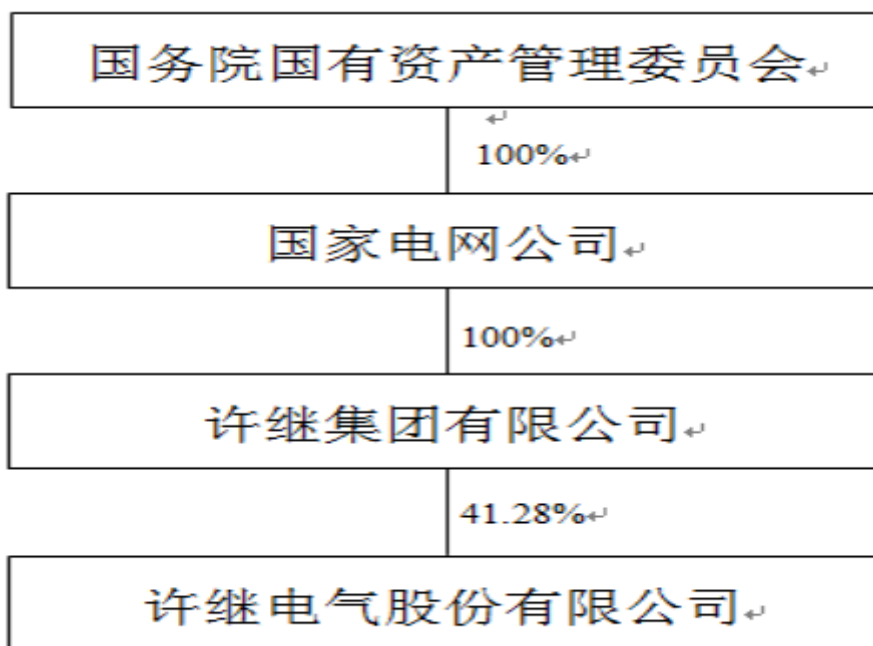 国务院国有资产管理委员会
100%
国家电网公司
100%
许继集团有限公司
41.28%
许继电气股份有限公司